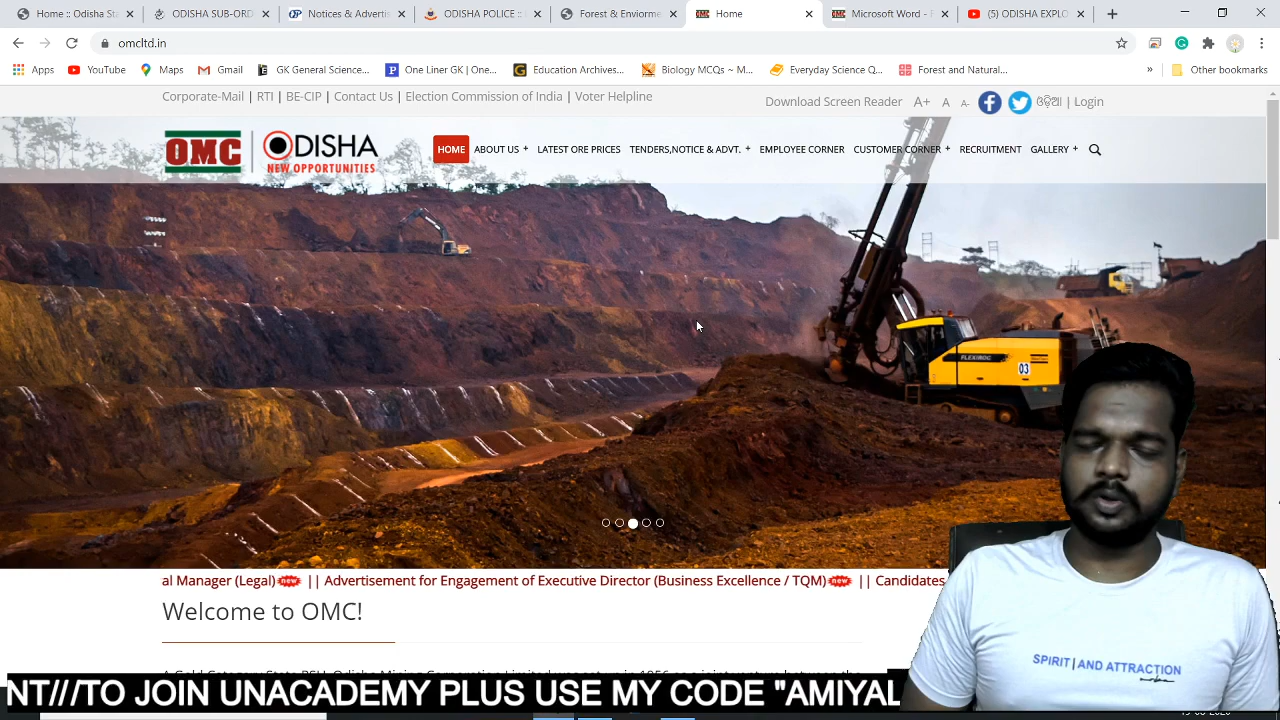 Home :: Odisha Sta
ODISHA SUB-ORD
Notices & Adverti
ODISHA POLICE ::
Forest & Enviorme
Home
Microsoft Word -
(5) ODISHA EXPLO
omcltd.in
Apps
YouTube
Maps
Gmail
GK General Science...
One Liner GK | One...
Education Archives...
Biology MCQs ~ M...
Everyday Science Q...
Forest and Natural...
Other bookmarks
Corporate-Mail | RTI | BE-CIP | Contact Us | Election Commission of India | Voter Helpline
Download Screen Reader A+ A A- ଓଡ଼ିଆ | Login
OMC
ODISHA
NEW OPPORTUNITIES
HOME ABOUT US + LATEST ORE PRICES TENDERS,NOTICE & ADVT. + EMPLOYEE CORNER CUSTOMER CORNER + RECRUITMENT GALLERY +
FLEXIROC
03
al Manager (Legal) new || Advertisement for Engagement of Executive Director (Business Excellence / TQM) new || Candidates
Welcome to OMC!
SPIRIT | AND ATTRACTION
NT///TO JOIN UNACADEMY PLUS USE MY CODE "AMIYAL